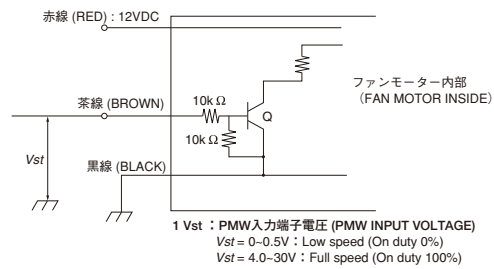 赤線 (RED) : 12VDC
ファンモーター内部
(FAN MOTOR INSIDE)
茶線 (BROWN)
10k Ω
Q
10k Ω
Vst
黒線 (BLACK)
1 Vst ：PMW入力端子電圧 (PMW INPUT VOLTAGE)
Vst = 0~0.5V：Low speed (On duty 0%)
Vst = 4.0~30V：Full speed (On duty 100%)